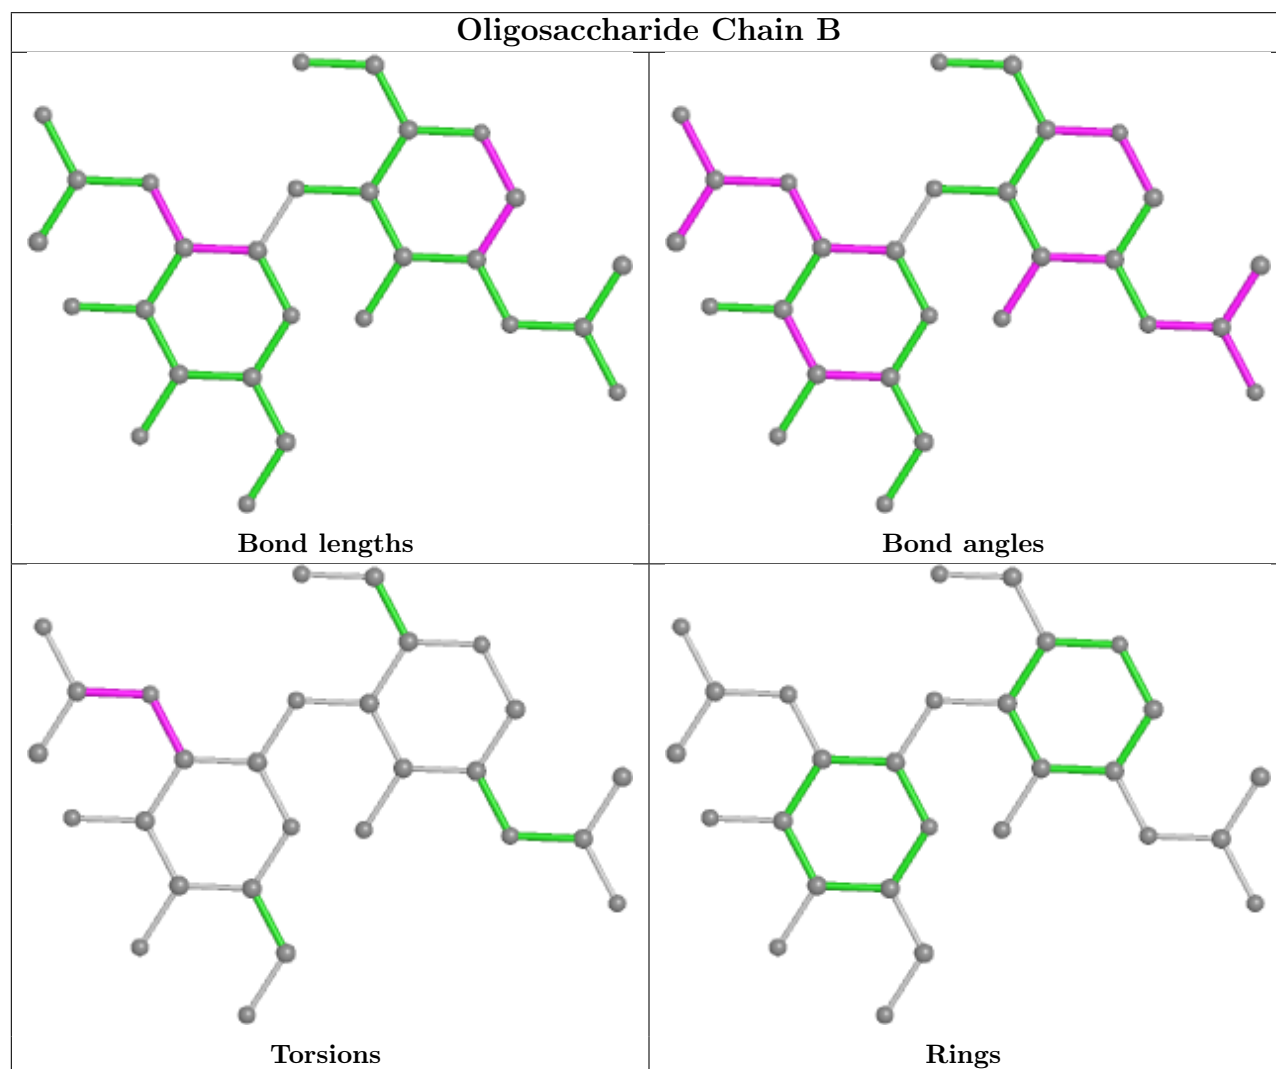 Oligosaccharide Chain B
Bond lengths
Bond angles
Torsions
Rings